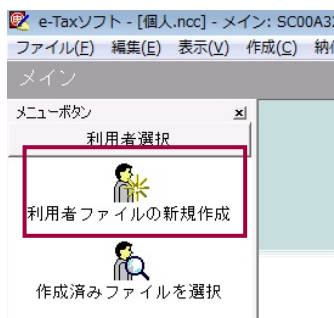 e-Taxソフト - [個人.ncc] - メイン: SC00A3
ファイル(F) 編集(E) 表示(V) 作成(C) 納
メイン
メニューボタン
利用者選択
利用者ファイルの新規作成
作成済みファイルを選択